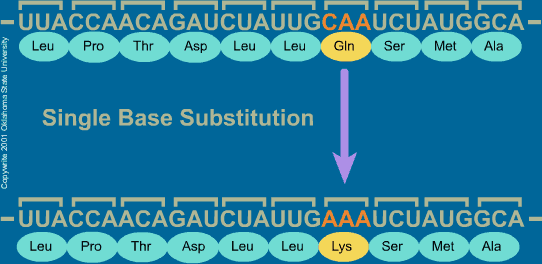 UUACCAACAGAUCUAUUGCAAUCUAUGGCA
Leu Pro Thr Asp Leu Leu Gln Ser Met Ala
Single Base Substitution
UUACCAACAGAUCUAUUGAAAUCUAUGGCA
Leu Pro Thr Asp Leu Leu Lys Ser Met Ala
Copywrite 2001 Oklahoma State University